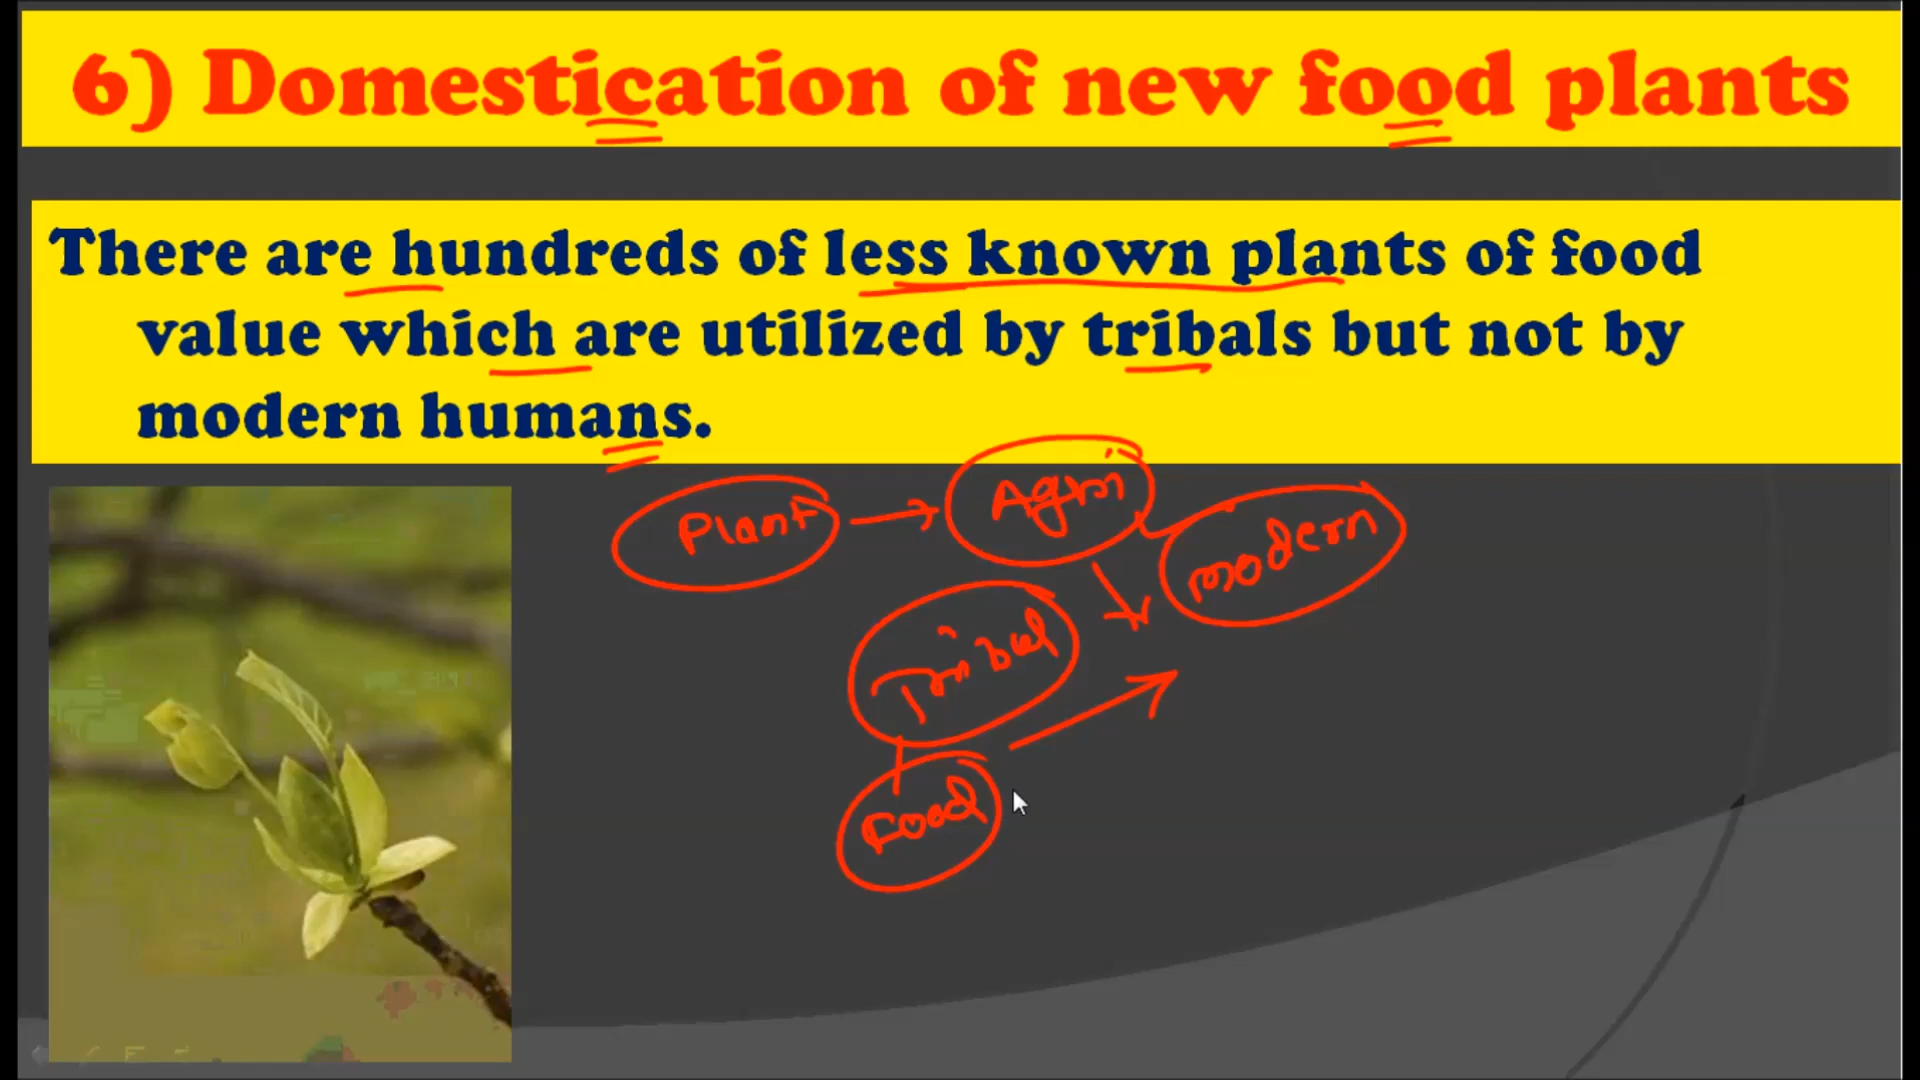 6) Domestication of new food plants
There are hundreds of less known plants of food
value which are utilized by tribals but not by
modern humans.
Plant
Agri
modern
Tribal
Food